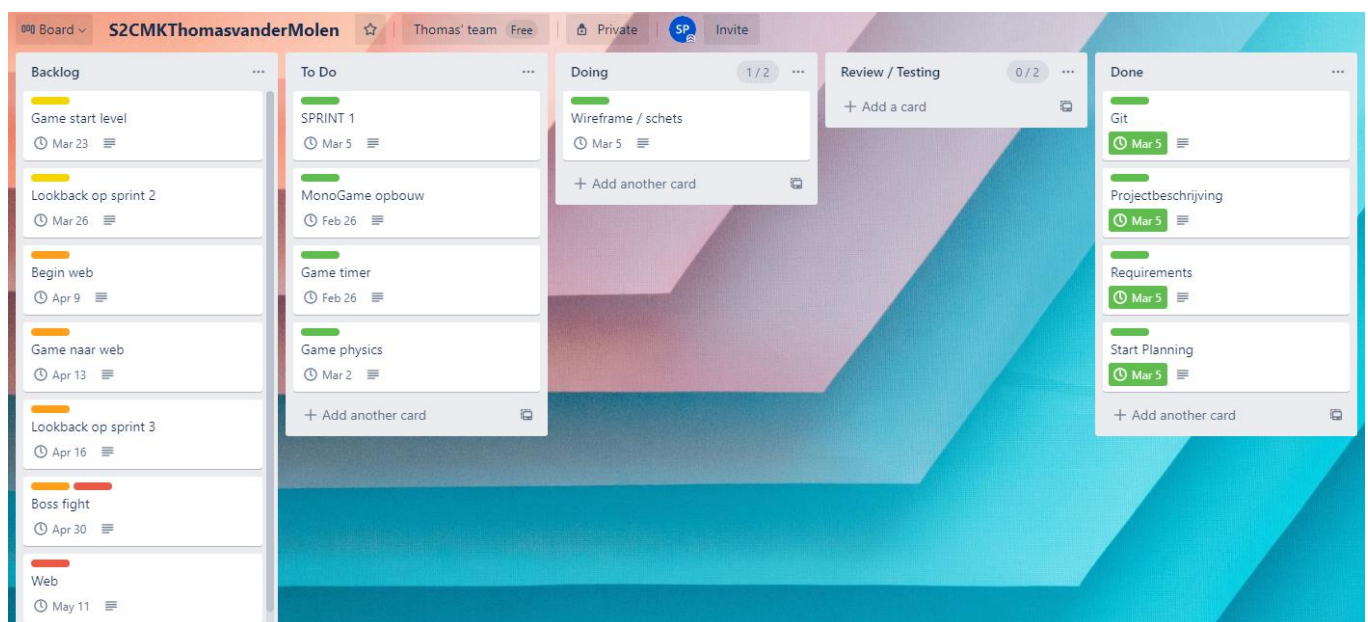 Board S2CMKThomasvanderMolen Thomas' team Free Private SP Invite
Backlog
Game start level
Mar 23
Lookback op sprint 2
Mar 26
Begin web
Apr 9
Game naar web
Apr 13
Lookback op sprint 3
Apr 16
Boss fight
Apr 30
Web
May 11
To Do
SPRINT 1
Mar 5
MonoGame opbouw
Feb 26
Game timer
Feb 26
Game physics
Mar 2
+ Add another card
Doing 1/2
Wireframe / schets
Mar 5
+ Add another card
Review / Testing 0/2
+ Add a card
Done
Git
Mar 5
Projectbeschrijving
Mar 5
Requirements
Mar 5
Start Planning
Mar 5
+ Add another card